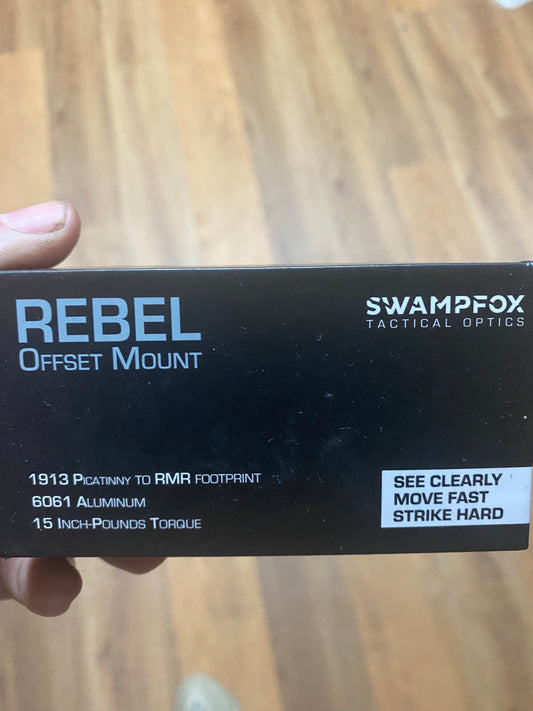 REBEL
OFFSET MOUNT
SWAMPFOX
TACTICAL OPTICS
1913 PICATINNY TO RMR FOOTPRINT
6061 ALUMINUM
15 INCH-POUNDS TORQUE
SEE CLEARLY
MOVE FAST
STRIKE HARD